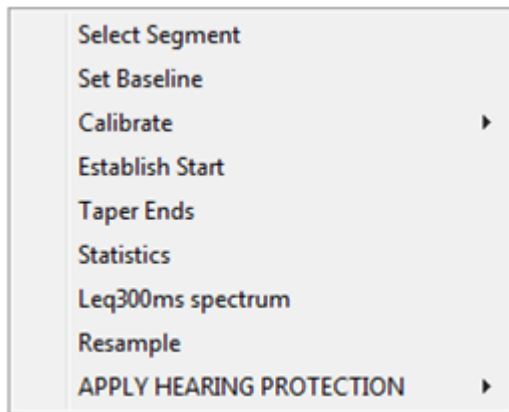 Select Segment
Set Baseline
Calibrate
Establish Start
Taper Ends
Statistics
Leq300ms spectrum
Resample
APPLY HEARING PROTECTION